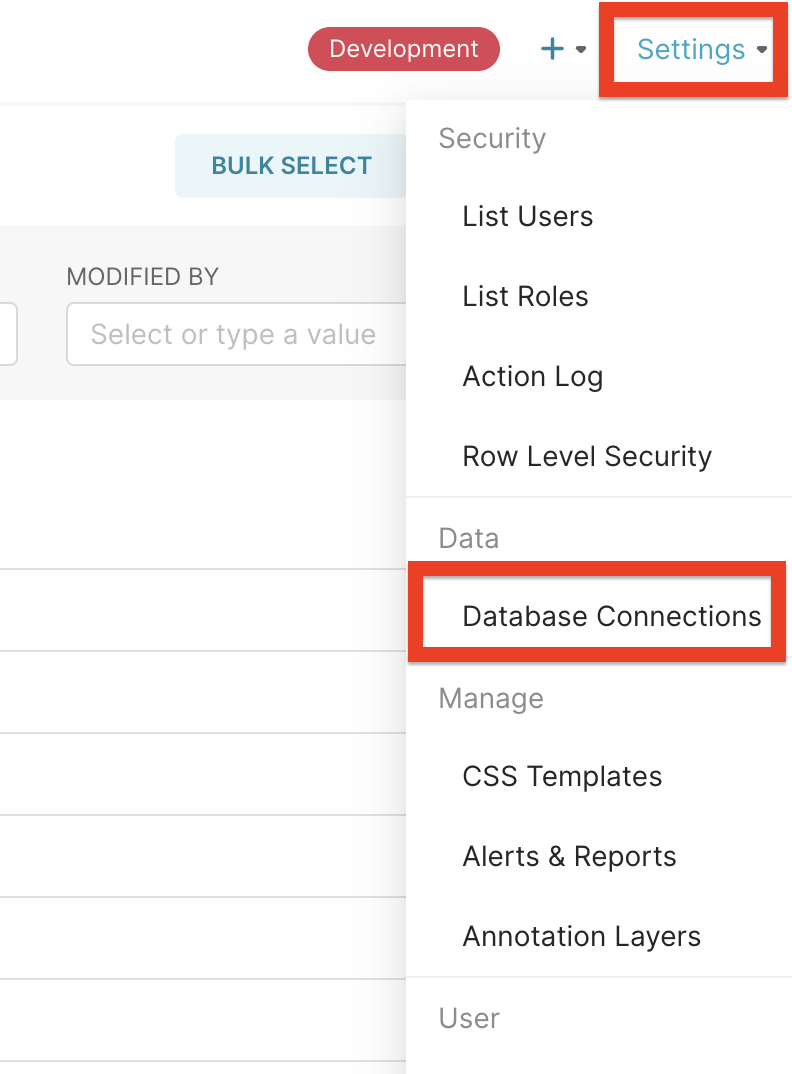 Development
+
Settings
BULK SELECT
MODIFIED BY
Select or type a value
Security
List Users
List Roles
Action Log
Row Level Security
Data
Database Connections
Manage
CSS Templates
Alerts & Reports
Annotation Layers
User